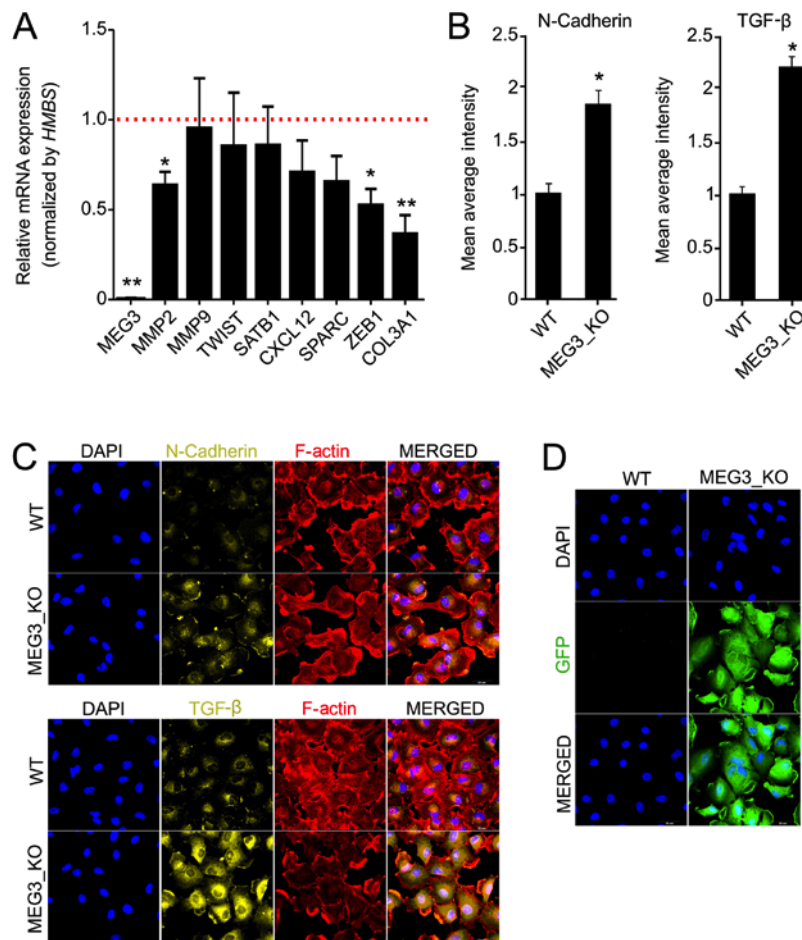 A
Relative mRNA expression
(normalized by HMBS)
1.5
1.0
0.5
0
**
*
*
**
MEG3
MMP2
MMP9
TWIST
SATB1
CXCL12
SPARC
ZEB1
COL3A1
B
N-Cadherin
Mean average intensity
2.5
2
1.5
1
0.5
0
*
WT
MEG3_KO
TGF-β
Mean average intensity
2.5
2
1.5
1
0.5
0
*
WT
MEG3_KO
C
DAPI N-Cadherin F-actin MERGED
WT
MEG3_KO
DAPI TGF-β F-actin MERGED
WT
MEG3_KO
D
WT MEG3_KO
DAPI
GFP
MERGED